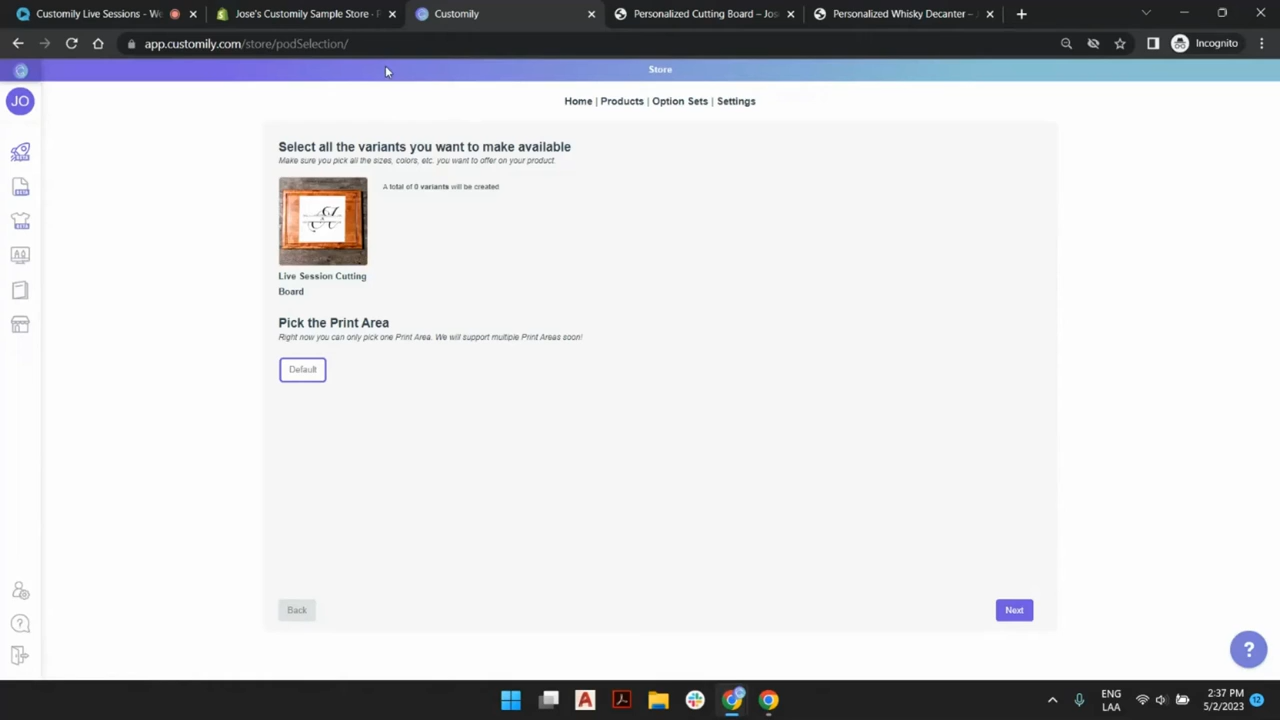 Customily Live Sessions - We
Jose's Customily Sample Store · P
Customily
Personalized Cutting Board – Jos
Personalized Whisky Decanter –
app.customily.com/store/podSelection/
Incognito
Store
JO
Home | Products | Option Sets | Settings
Select all the variants you want to make available
Make sure you pick all the sizes, colors, etc. you want to offer on your product.
A total of 0 variants will be created
Live Session Cutting
Board
Pick the Print Area
Right now you can only pick one Print Area. We will support multiple Print Areas soon!
Default
Back
Next
ENG
LAA
2:37 PM
5/2/2023
12